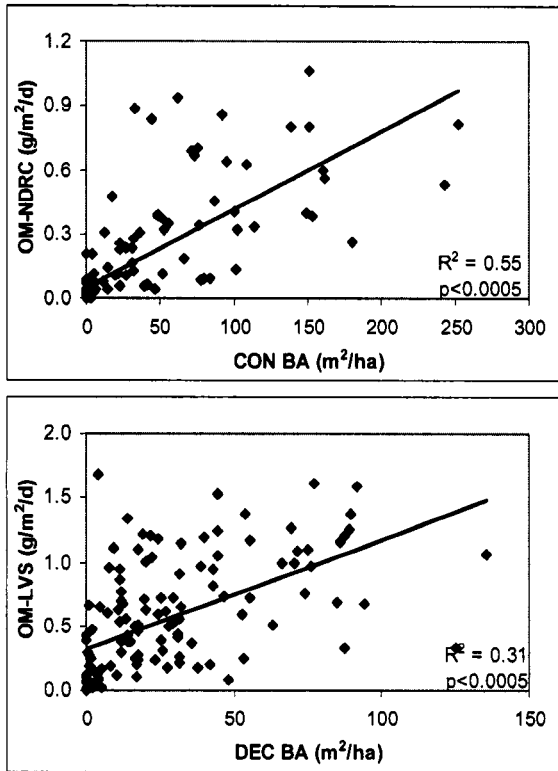 1.2
0.9
0.6
0.3
0.0
OM-NDRC (g/m²/d)
R² = 0.55
p<0.0005
0 50 100 150 200 250 300
CON BA (m²/ha)
2.0
1.5
1.0
0.5
0.0
OM-LVS (g/m²/d)
R² = 0.31
p<0.0005
0 50 100 150
DEC BA (m²/ha)